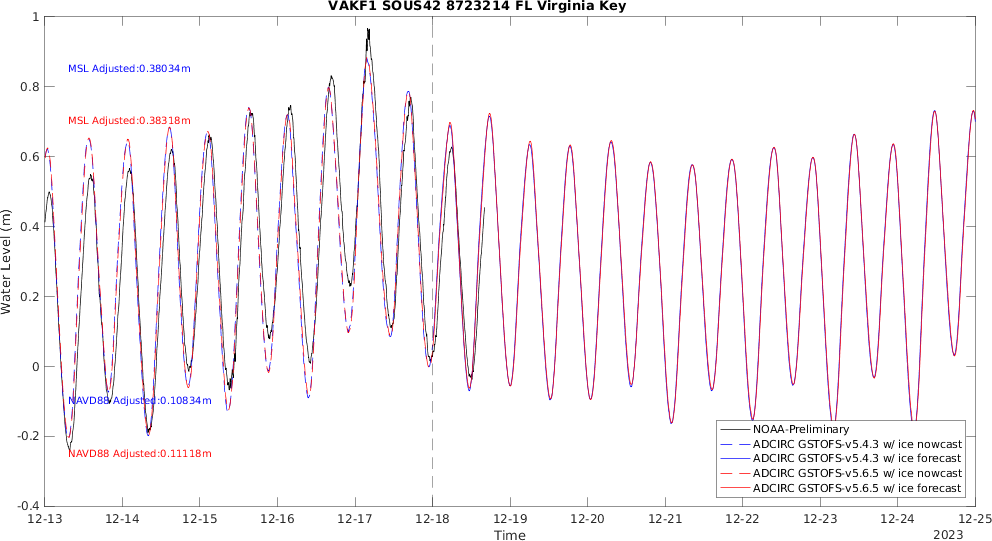 VAKF1 SOUS42 8723214 FL Virginia Key
1
0.8
0.6
0.4
0.2
0
-0.2
-0.4
Water Level (m)
MSL Adjusted:0.38034m
MSL Adjusted:0.38318m
NAVD88 Adjusted:0.10834m
NAVD88 Adjusted:0.11118m
NOAA-Preliminary
ADCIRC GSTOFS-v5.4.3 w/ ice nowcast
ADCIRC GSTOFS-v5.4.3 w/ ice forecast
ADCIRC GSTOFS-v5.6.5 w/ ice nowcast
ADCIRC GSTOFS-v5.6.5 w/ ice forecast
12-13 12-14 12-15 12-16 12-17 12-18 12-19 12-20 12-21 12-22 12-23 12-24 12-25
Time
2023